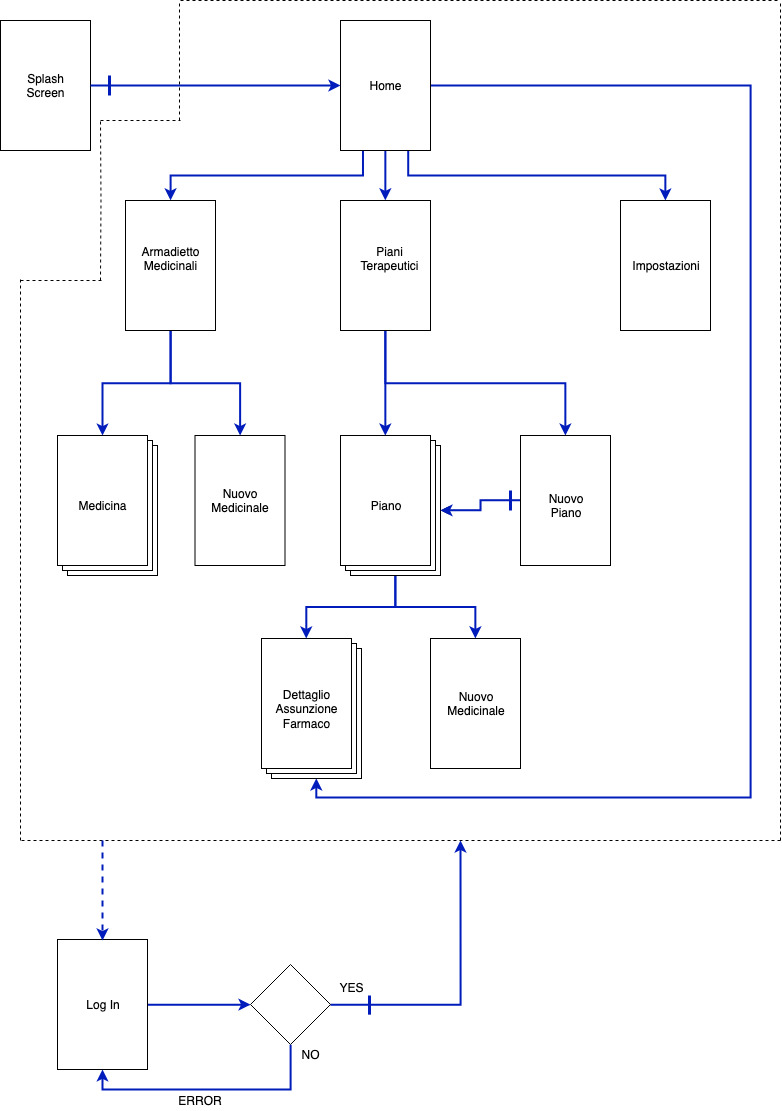 Splash
Screen
Home
Armadietto
Medicinali
Piani
Terapeutici
Impostazioni
Medicina
Nuovo
Medicinale
Piano
Nuovo
Piano
Dettaglio
Assunzione
Farmaco
Nuovo
Medicinale
Log In
YES
NO
ERROR